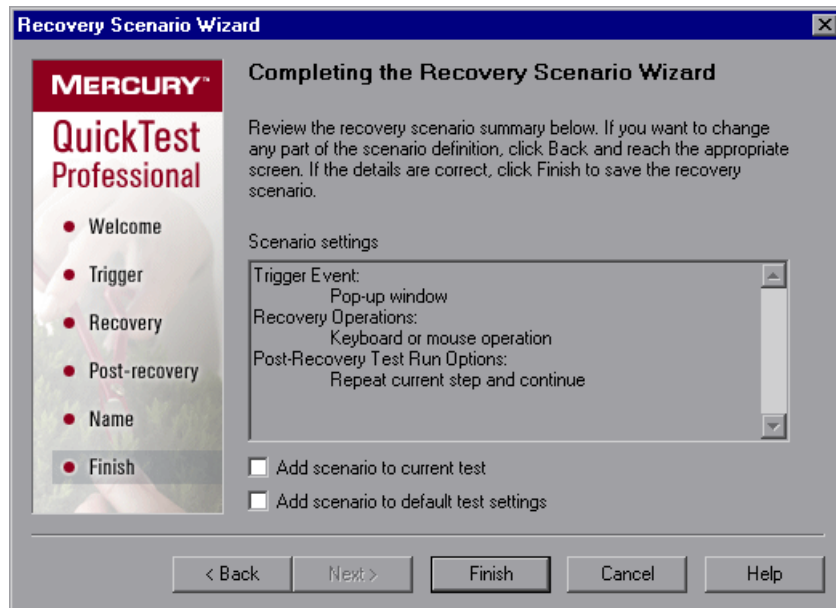 Recovery Scenario Wizard
MERCURY™
QuickTest
Professional
Welcome
Trigger
Recovery
Post-recovery
Name
Finish
Completing the Recovery Scenario Wizard
Review the recovery scenario summary below. If you want to change
any part of the scenario definition, click Back and reach the appropriate
screen. If the details are correct, click Finish to save the recovery
scenario.
Scenario settings
Trigger Event:
Pop-up window
Recovery Operations:
Keyboard or mouse operation
Post-Recovery Test Run Options:
Repeat current step and continue
Add scenario to current test
Add scenario to default test settings
< Back
Next >
Finish
Cancel
Help